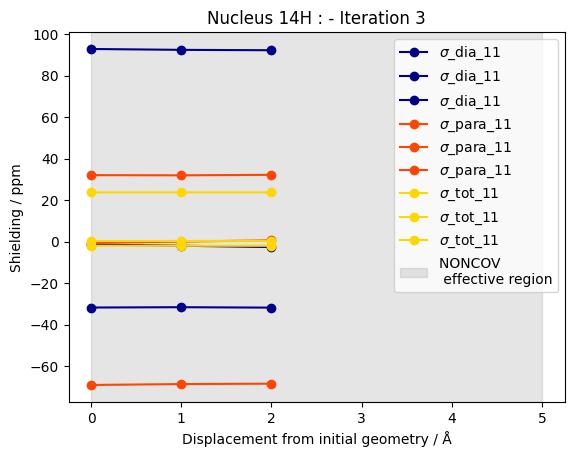 Nucleus 14H : - Iteration 3
Shielding / ppm
100
80
60
40
20
0
−20
−40
−60
σ_dia_11
σ_dia_11
σ_dia_11
σ_para_11
σ_para_11
σ_para_11
σ_tot_11
σ_tot_11
σ_tot_11
NONCOV
effective region
0 1 2 3 4 5
Displacement from initial geometry / Å